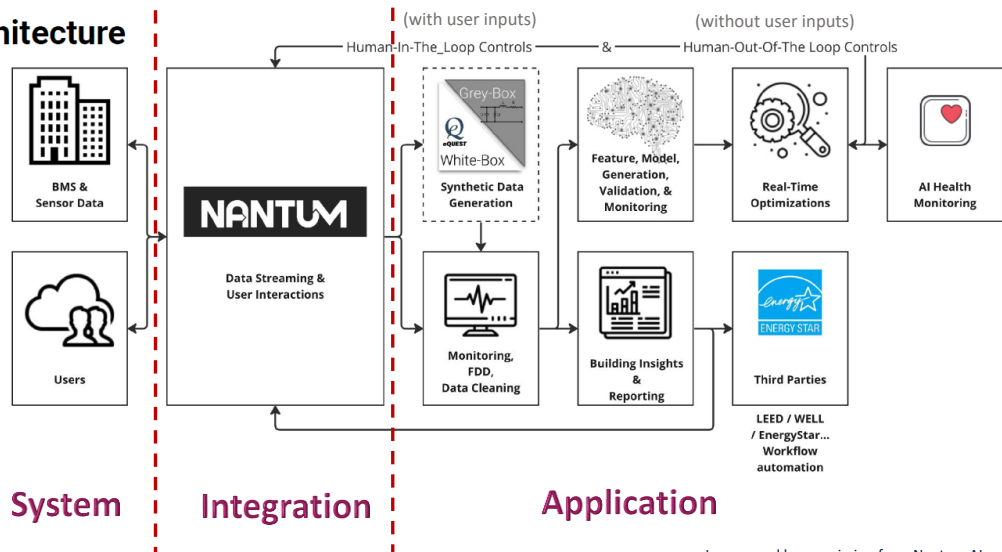 hitecture
(with user inputs)
(without user inputs)
Human-In-The_Loop Controls
&
Human-Out-Of-The Loop Controls
BMS &
Sensor Data
Users
NANTUM
Data Streaming &
User Interactions
Grey-Box
eQUEST
White-Box
Synthetic Data
Generation
Monitoring,
FDD,
Data Cleaning
Feature, Model,
Generation,
Validation, &
Monitoring
Building Insights
&
Reporting
Real-Time
Optimizations
energy
ENERGY STAR
Third Parties
LEED / WELL
/ EnergyStar...
Workflow
automation
AI Health
Monitoring
System
Integration
Application